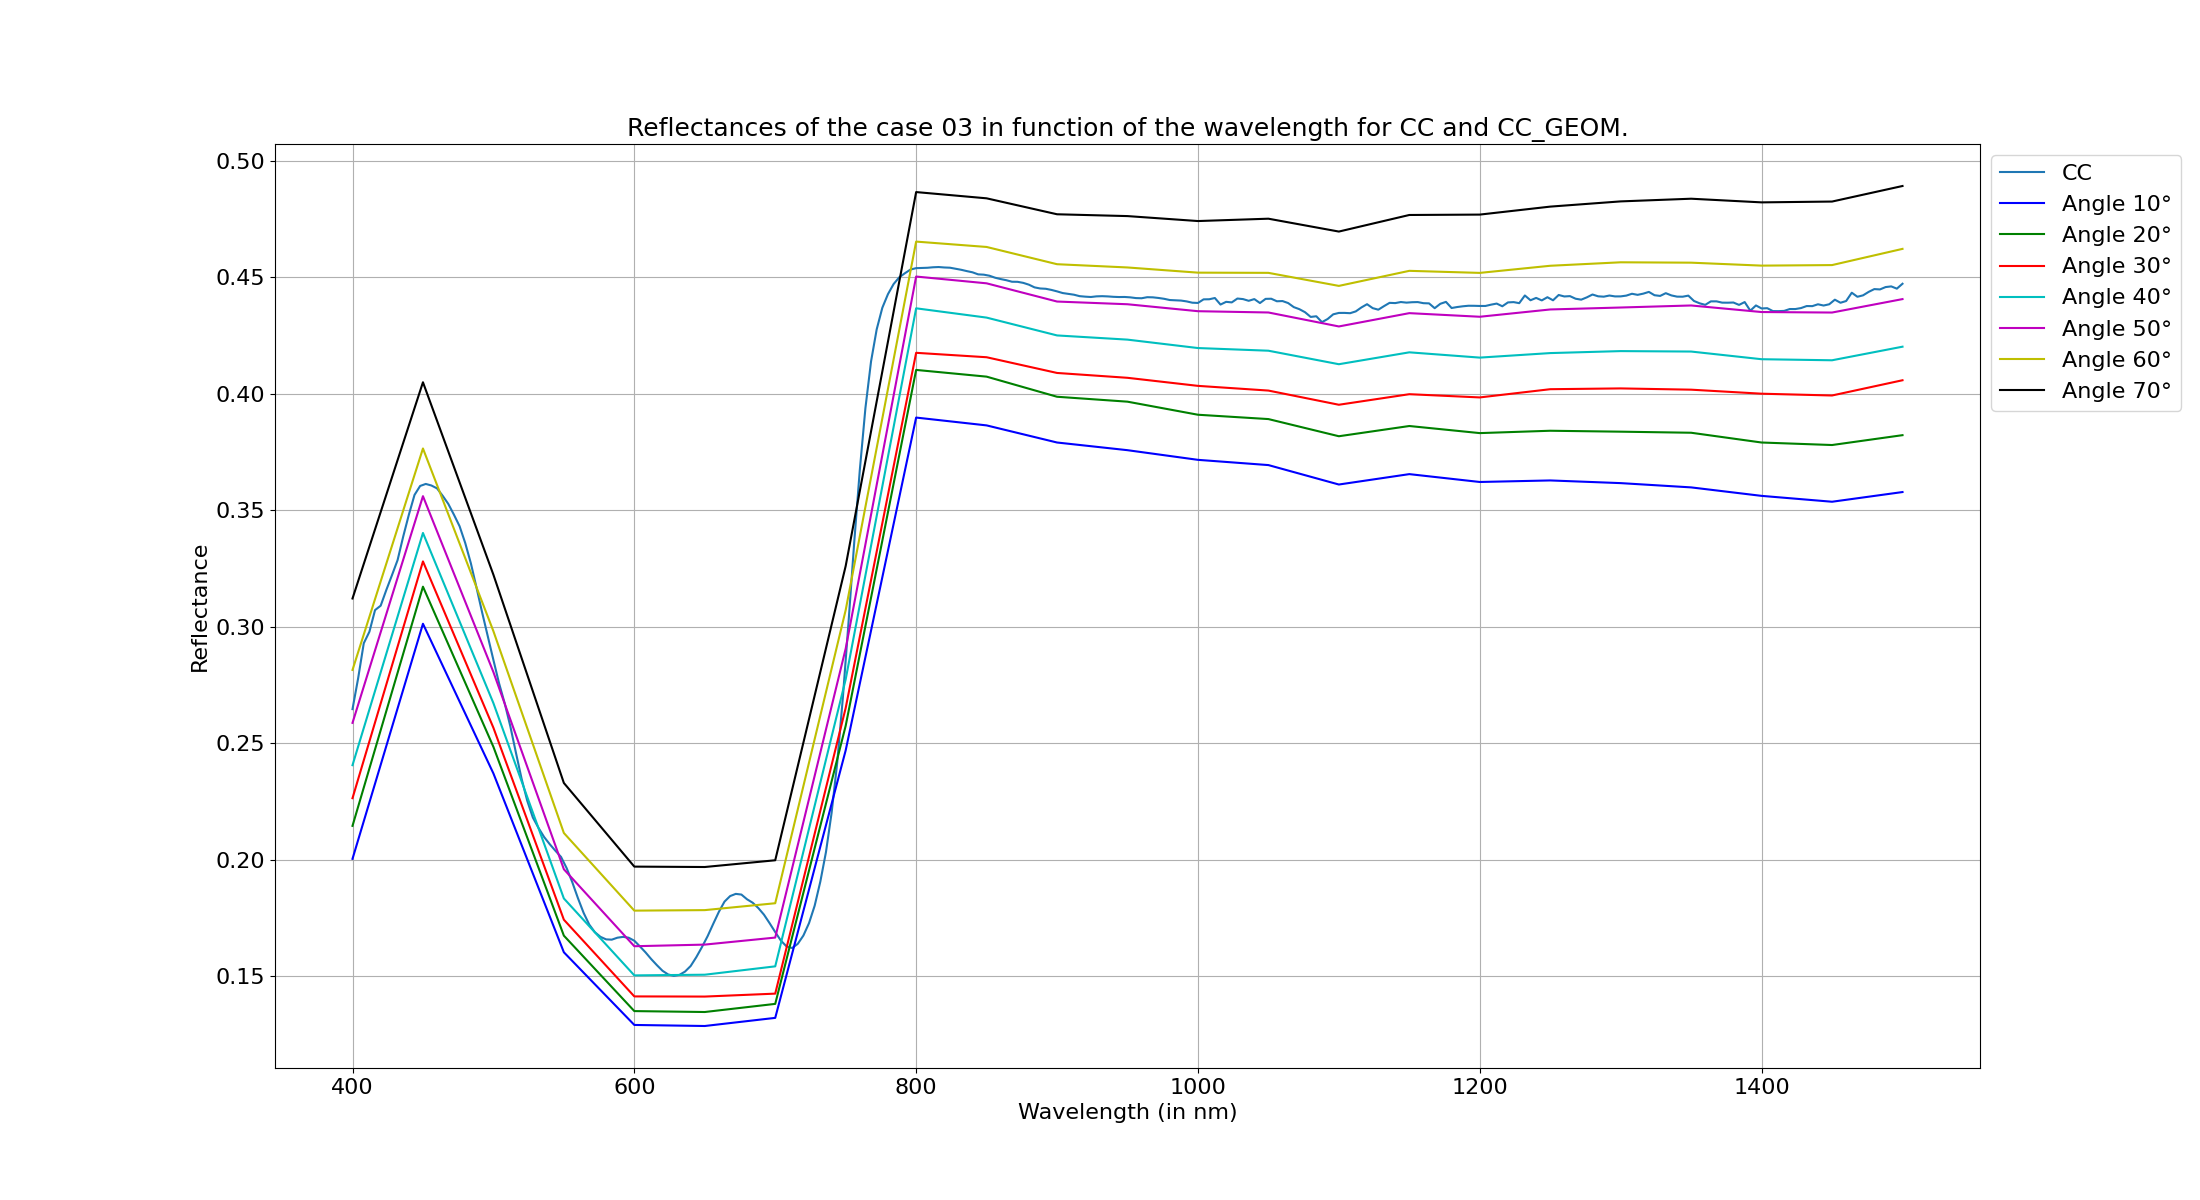 Reflectances of the case 03 in function of the wavelength for CC and CC_GEOM.
0.50
0.45
0.40
0.35
0.30
0.25
0.20
0.15
Reflectance
400 600 800 1000 1200 1400
Wavelength (in nm)
CC
Angle 10°
Angle 20°
Angle 30°
Angle 40°
Angle 50°
Angle 60°
Angle 70°